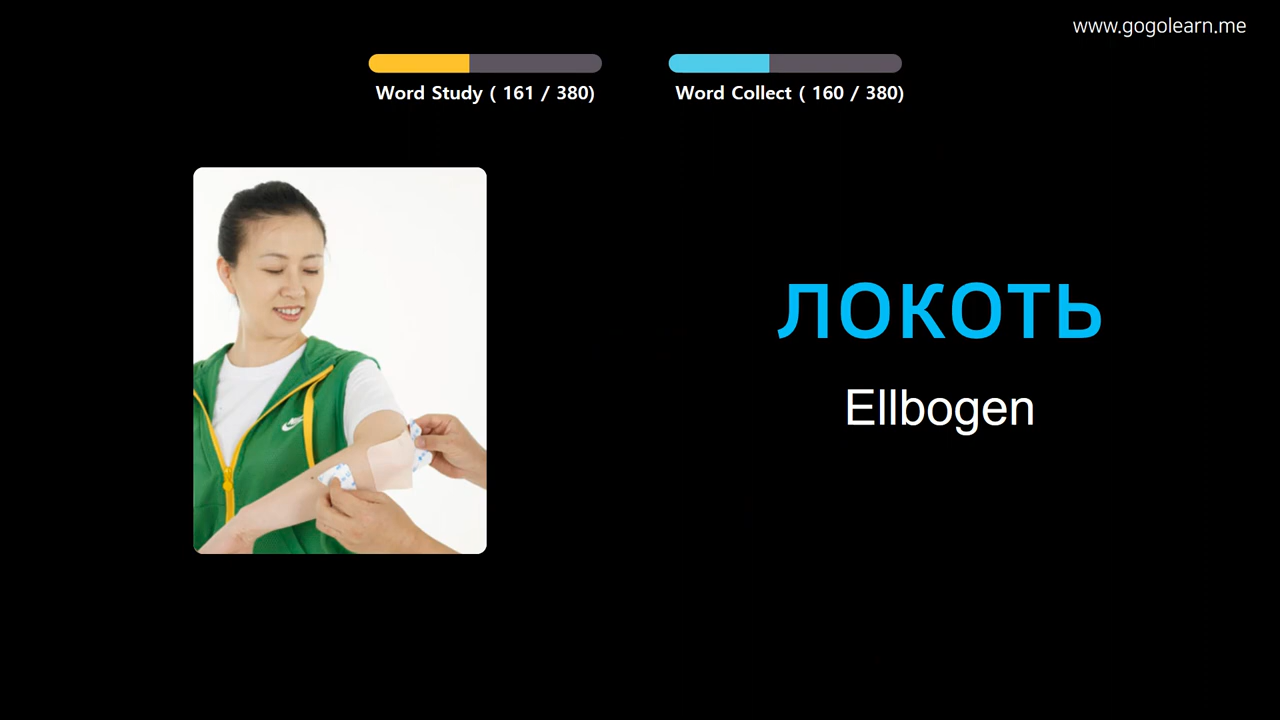 www.gogolearn.me
Word Study ( 161 / 380)
Word Collect ( 160 / 380)
локоть
Ellbogen